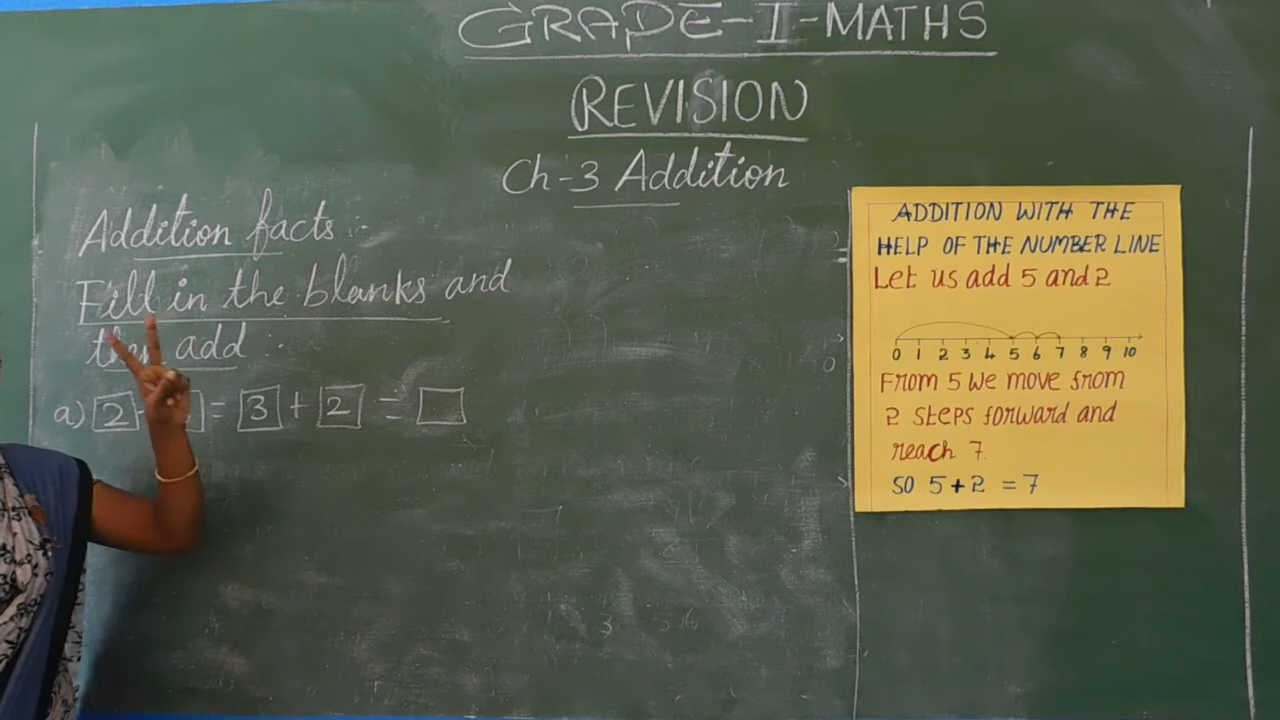 GRADE-I-MATHS
REVISION
Ch-3 Addition
Addition facts :-
Fill in the blanks and
then add :-
a) 2 = 3 + 2 =
ADDITION WITH THE
HELP OF THE NUMBER LINE
Let us add 5 and 2
0 1 2 3 4 5 6 7 8 9 10
From 5 we move from
2 steps forward and
reach 7.
SO 5+2 = 7